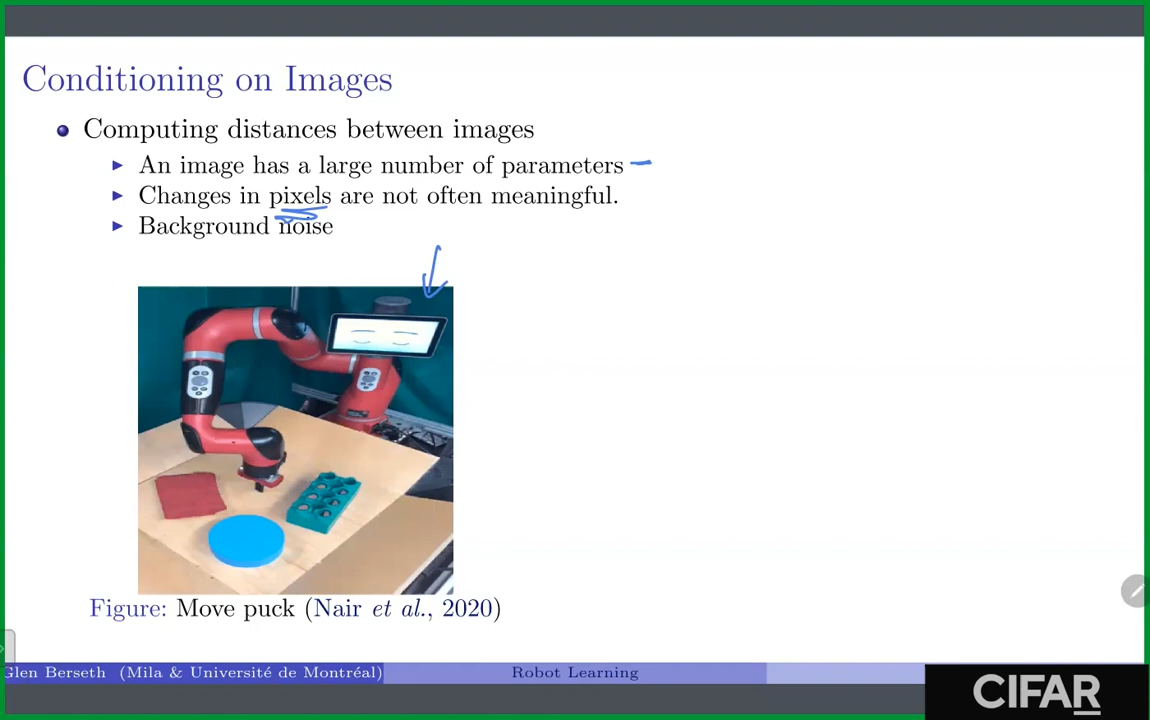 Conditioning on Images
Computing distances between images
An image has a large number of parameters
Changes in pixels are not often meaningful.
Background noise
Figure: Move puck (Nair et al., 2020)
Glen Berseth (Mila & Université de Montréal)
Robot Learning
CIFAR